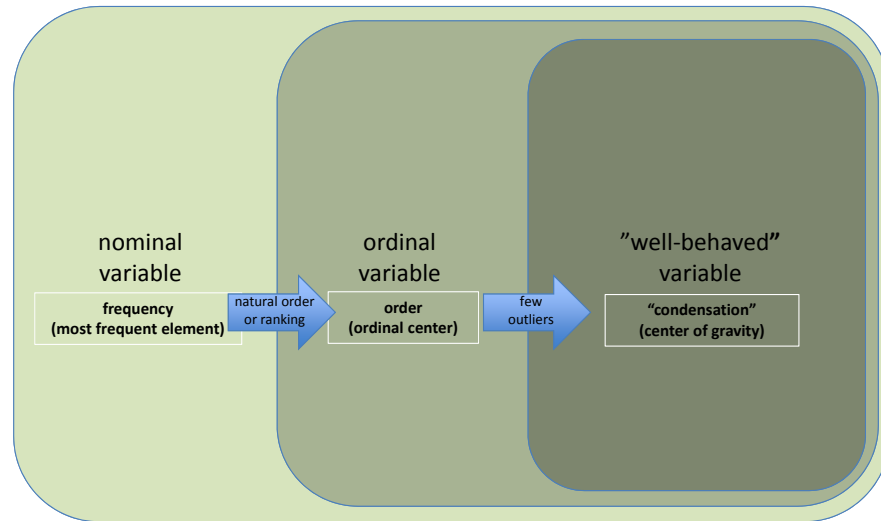 nominal
variable
frequency
(most frequent element)
natural order
or ranking
ordinal
variable
order
(ordinal center)
few
outliers
”well-behaved”
variable
“condensation”
(center of gravity)